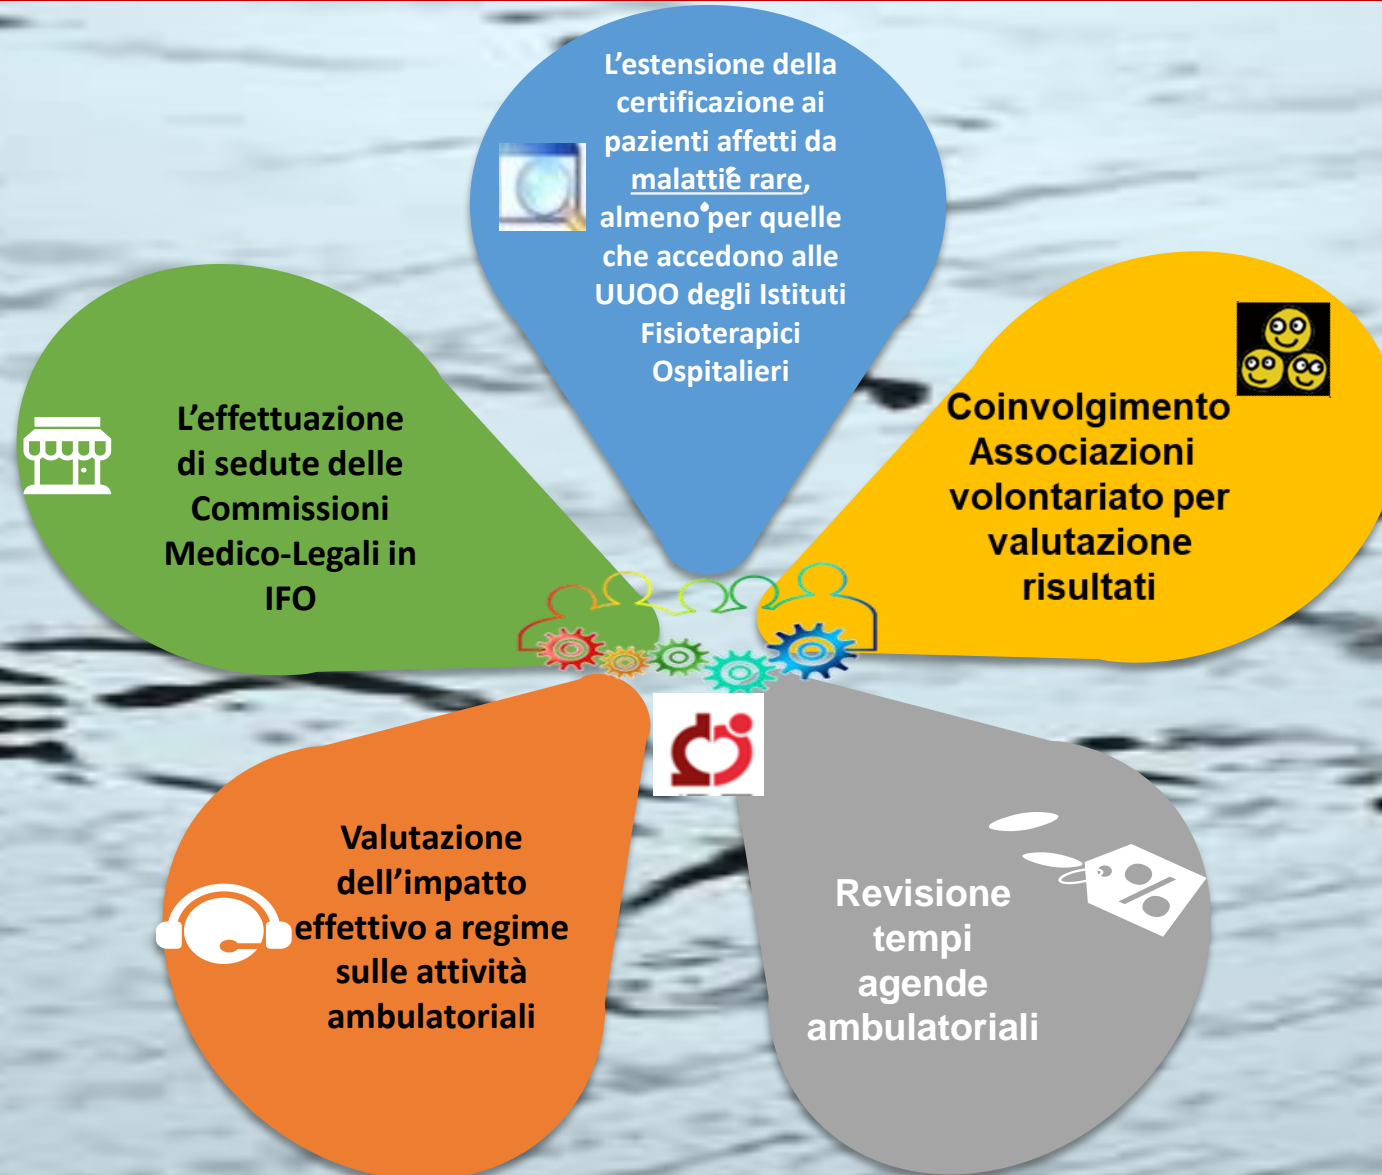 L’estensione della
certificazione ai
pazienti affetti da
malattie rare,
almeno per quelle
che accedono alle
UUOO degli Istituti
Fisioterapici
Ospitalieri
L’effettuazione
di sedute delle
Commissioni
Medico-Legali in
IFO
Coinvolgimento
Associazioni
volontariato per
valutazione
risultati
Valutazione
dell’impatto
effettivo a regime
sulle attività
ambulatoriali
Revisione
tempi
agende
ambulatoriali
%